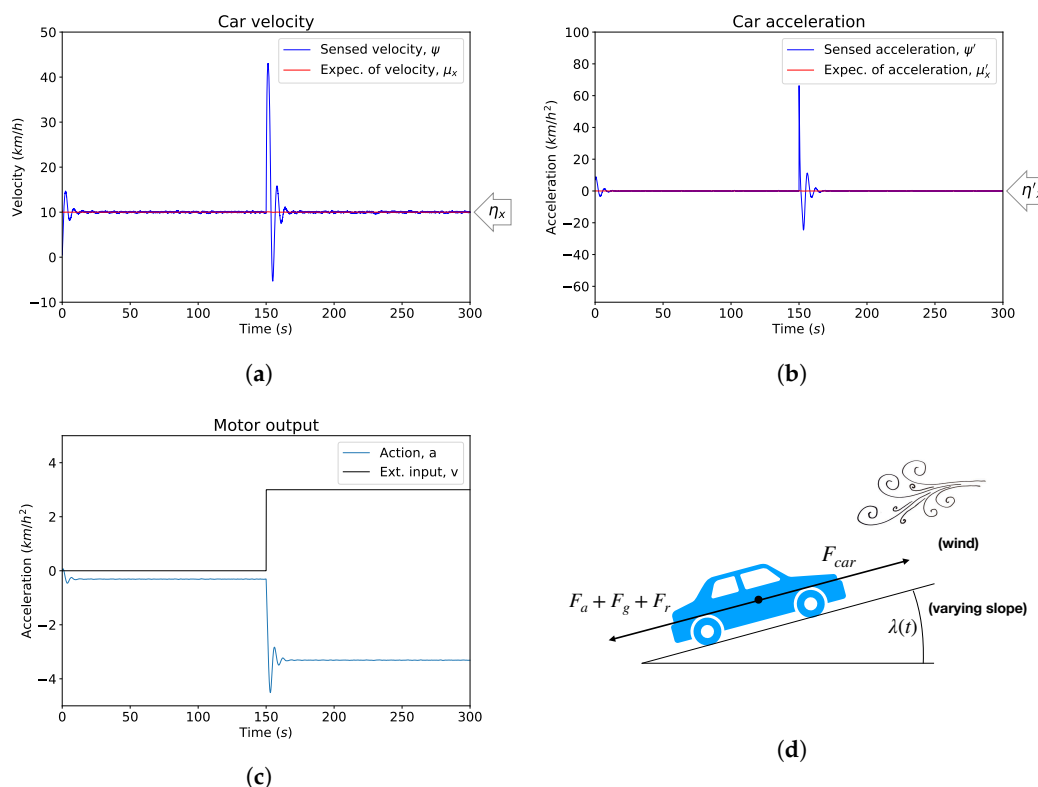 Car velocity
Sensed velocity, ψ
Expec. of velocity, μₓ
Velocity (km/h)
50
40
30
20
10
0
−10
0 50 100 150 200 250 300
Time (s)
ηₓ
(a)
Car acceleration
Sensed acceleration, ψ′
Expec. of acceleration, μ′ₓ
Acceleration (km/h²)
100
80
60
40
20
0
−20
−40
−60
0 50 100 150 200 250 300
Time (s)
η′ₓ
(b)
Motor output
Action, a
Ext. input, v
Acceleration (km/h²)
4
2
0
−2
−4
0 50 100 150 200 250 300
Time (s)
(c)
(wind)
F_car
F_a + F_g + F_r
(varying slope)
λ(t)
(d)